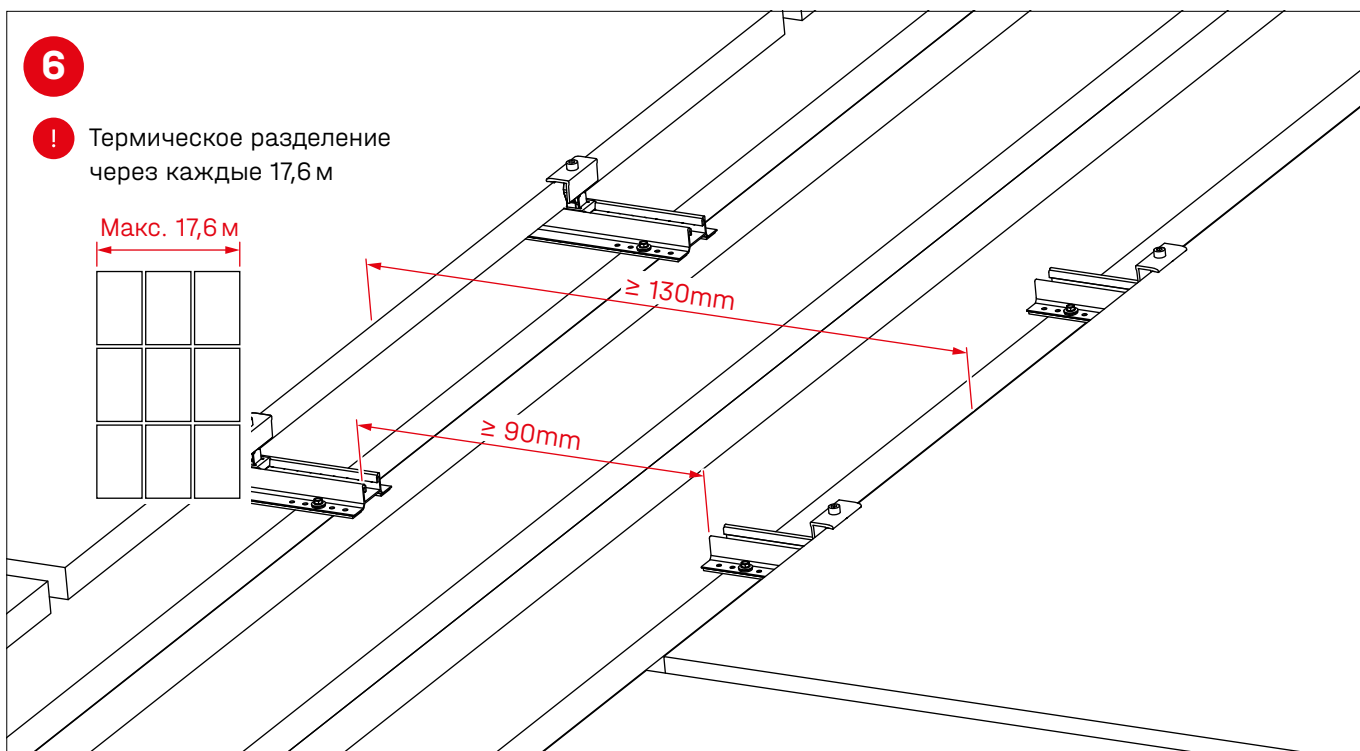 6
! Термическое разделение
через каждые 17,6 м
Макс. 17,6 м
≥ 130mm
≥ 90mm